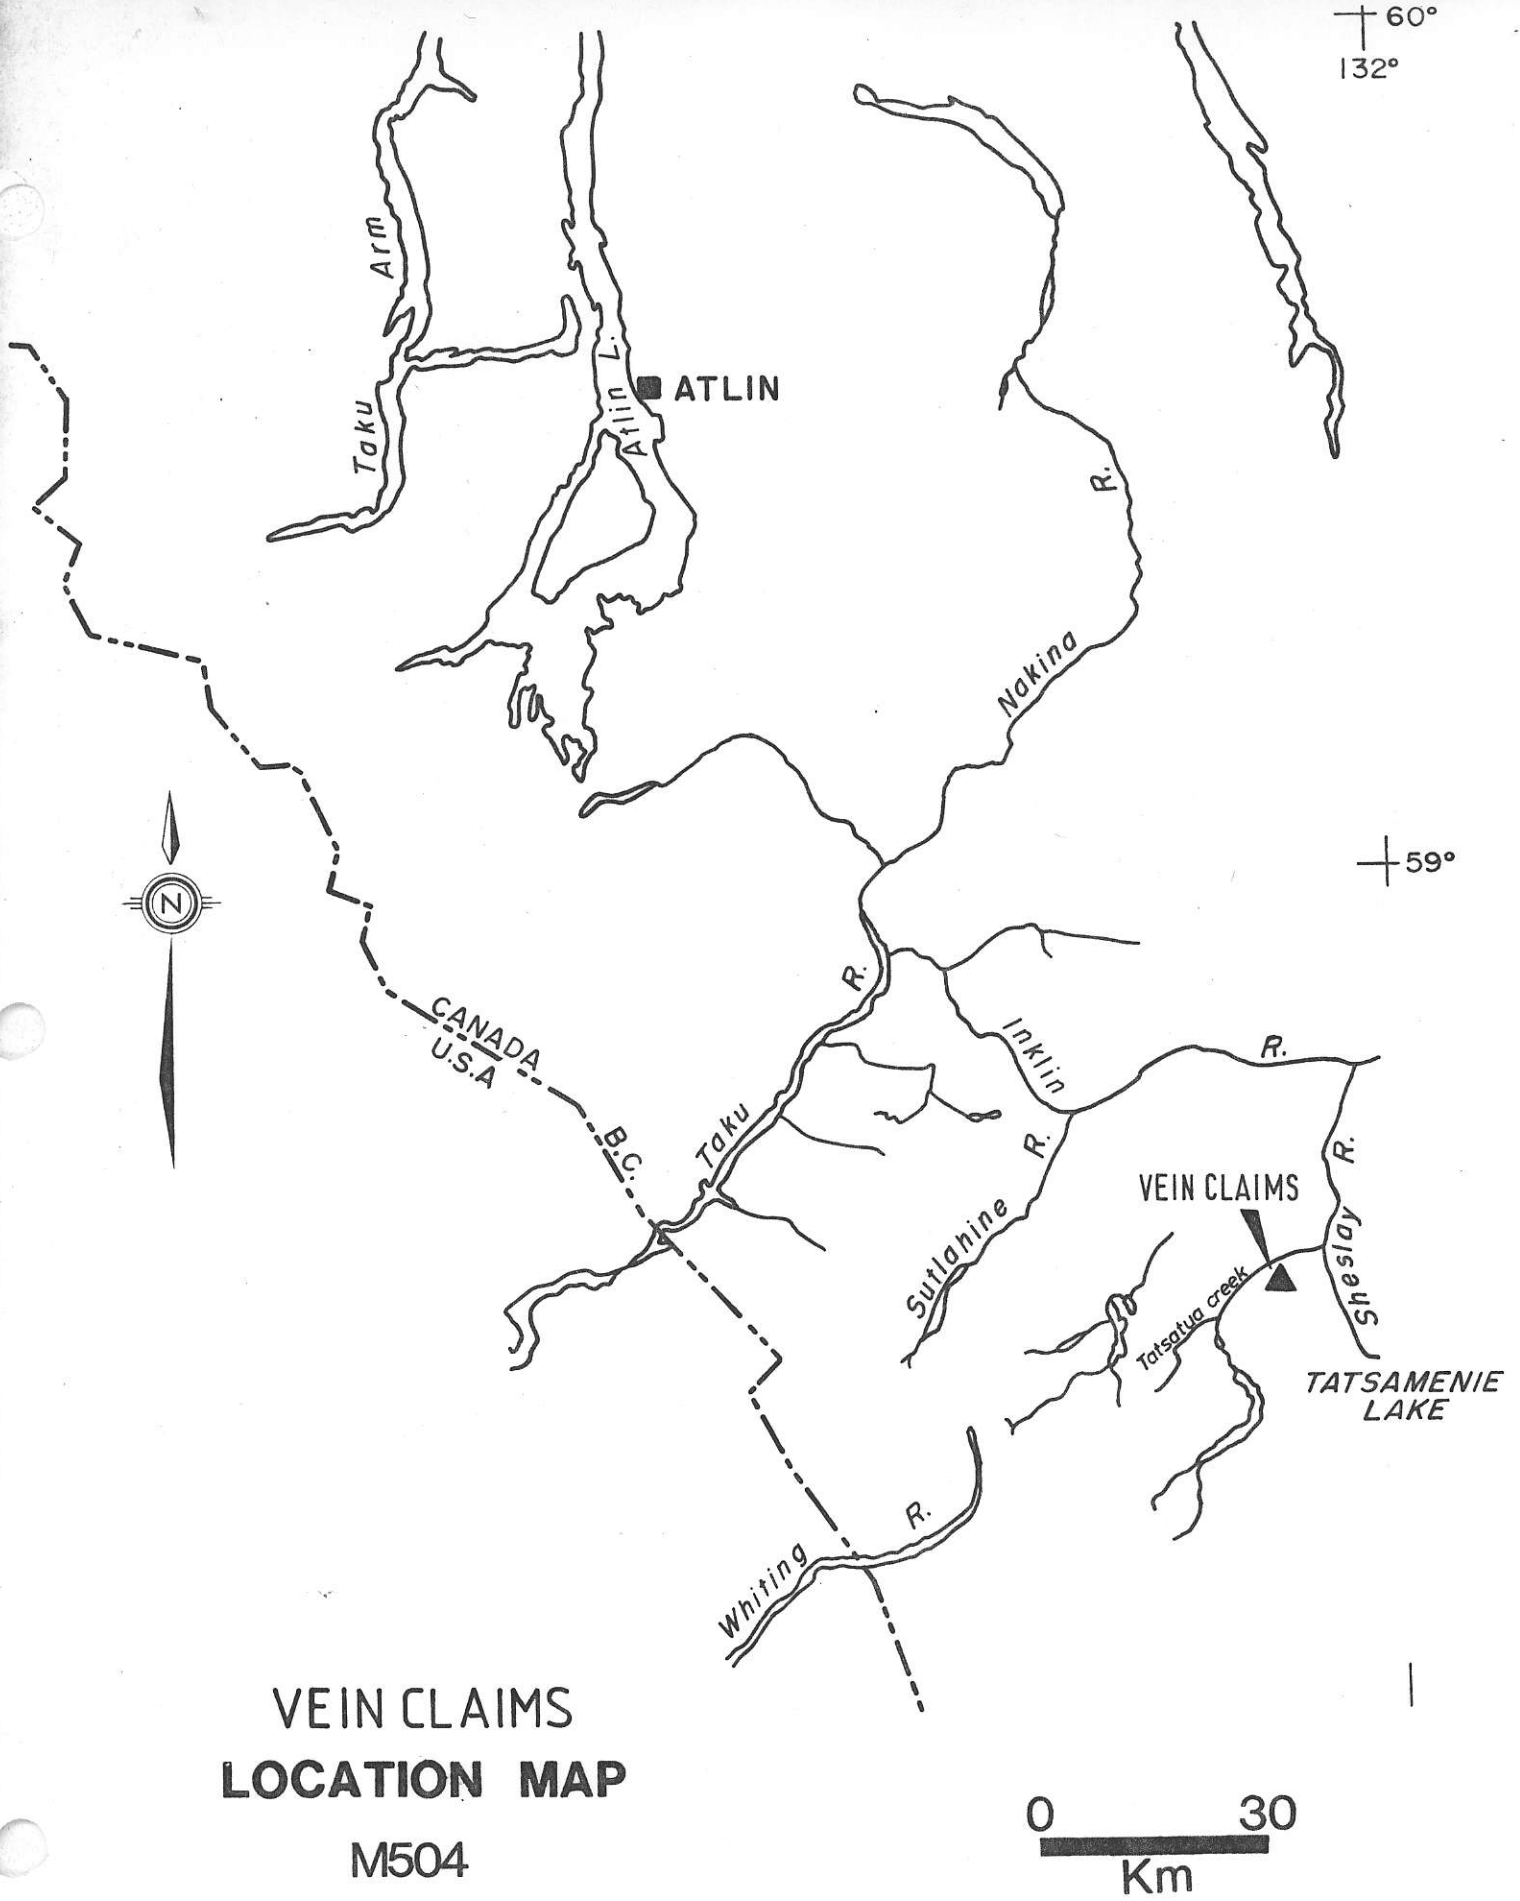 60°
132°
Taku Arm
Atlin L.
ATLIN
Nakina R.
59°
N
CANADA
U.S.A
B.C.
Taku R.
Inklin R.
Sutlahine R.
VEIN CLAIMS
Sheslay R.
Tatsatua creek
TATSAMENIE
LAKE
Whiting R.
VEIN CLAIMS
LOCATION MAP
M504
0 30
Km